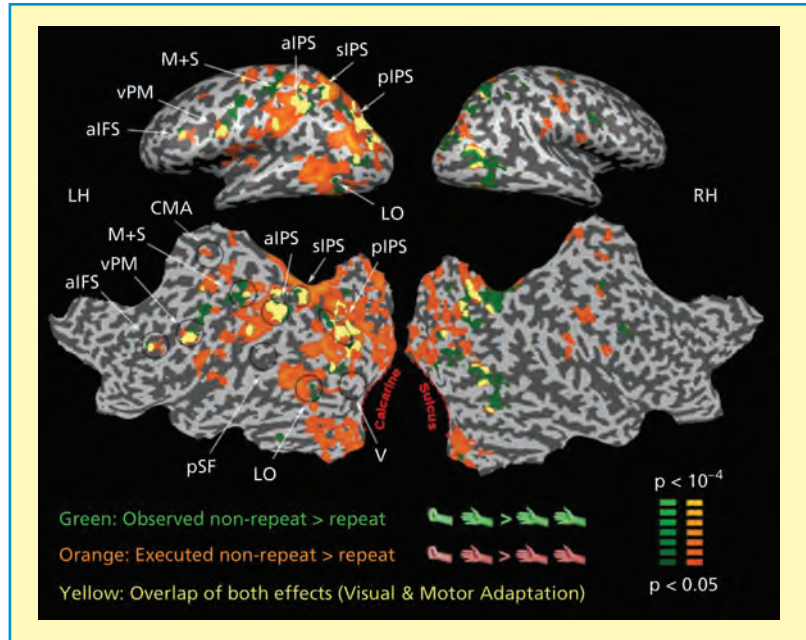 aIPS
sIPS
M+S
pIPS
vPM
aIFS
LH
RH
LO
CMA
M+S
aIPS
sIPS
pIPS
vPM
aIFS
Calcarine
Sulcus
pSF
LO
V
p < 10⁻⁴
Green: Observed non-repeat > repeat
>
Orange: Executed non-repeat > repeat
>
p < 0.05
Yellow: Overlap of both effects (Visual & Motor Adaptation)